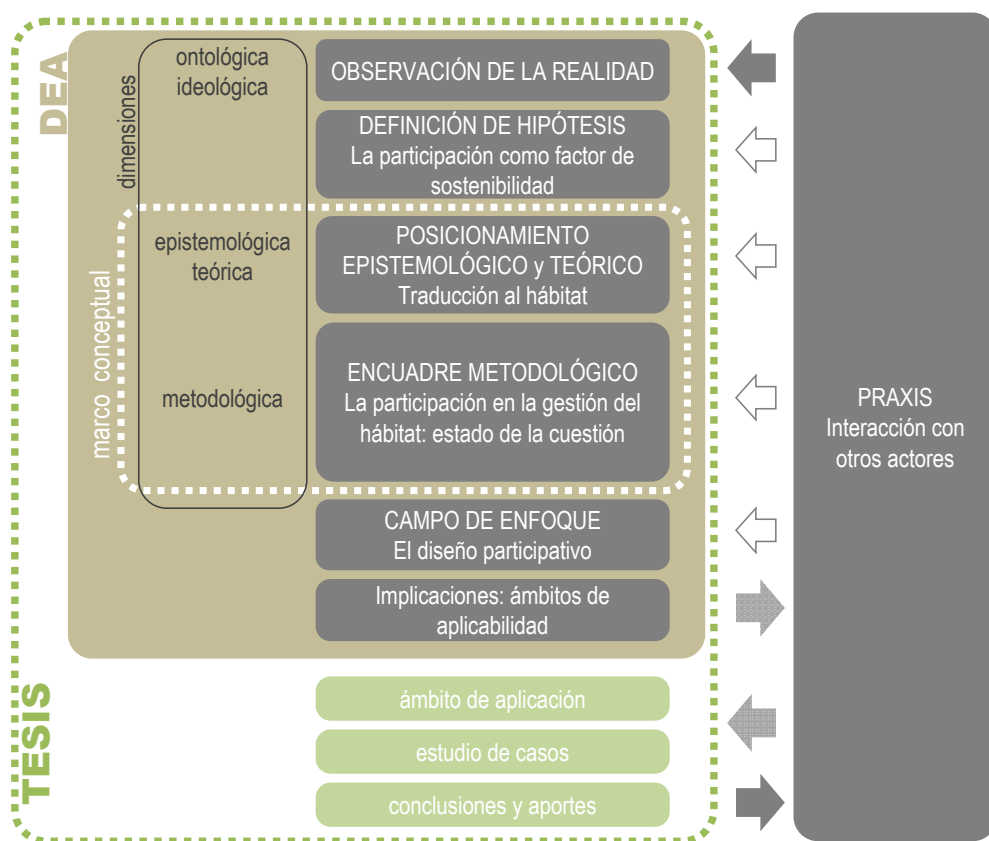 DEA
dimensiones
ontológica
ideológica
OBSERVACIÓN DE LA REALIDAD
DEFINICIÓN DE HIPÓTESIS
La participación como factor de
sostenibilidad
marco conceptual
epistemológica
teórica
POSICIONAMIENTO
EPISTEMOLÓGICO y TEÓRICO
Traducción al hábitat
metodológica
ENCUADRE METODOLÓGICO
La participación en la gestión del
hábitat: estado de la cuestión
CAMPO DE ENFOQUE
El diseño participativo
Implicaciones: ámbitos de
aplicabilidad
TESIS
ámbito de aplicación
estudio de casos
conclusiones y aportes
PRAXIS
Interacción con
otros actores